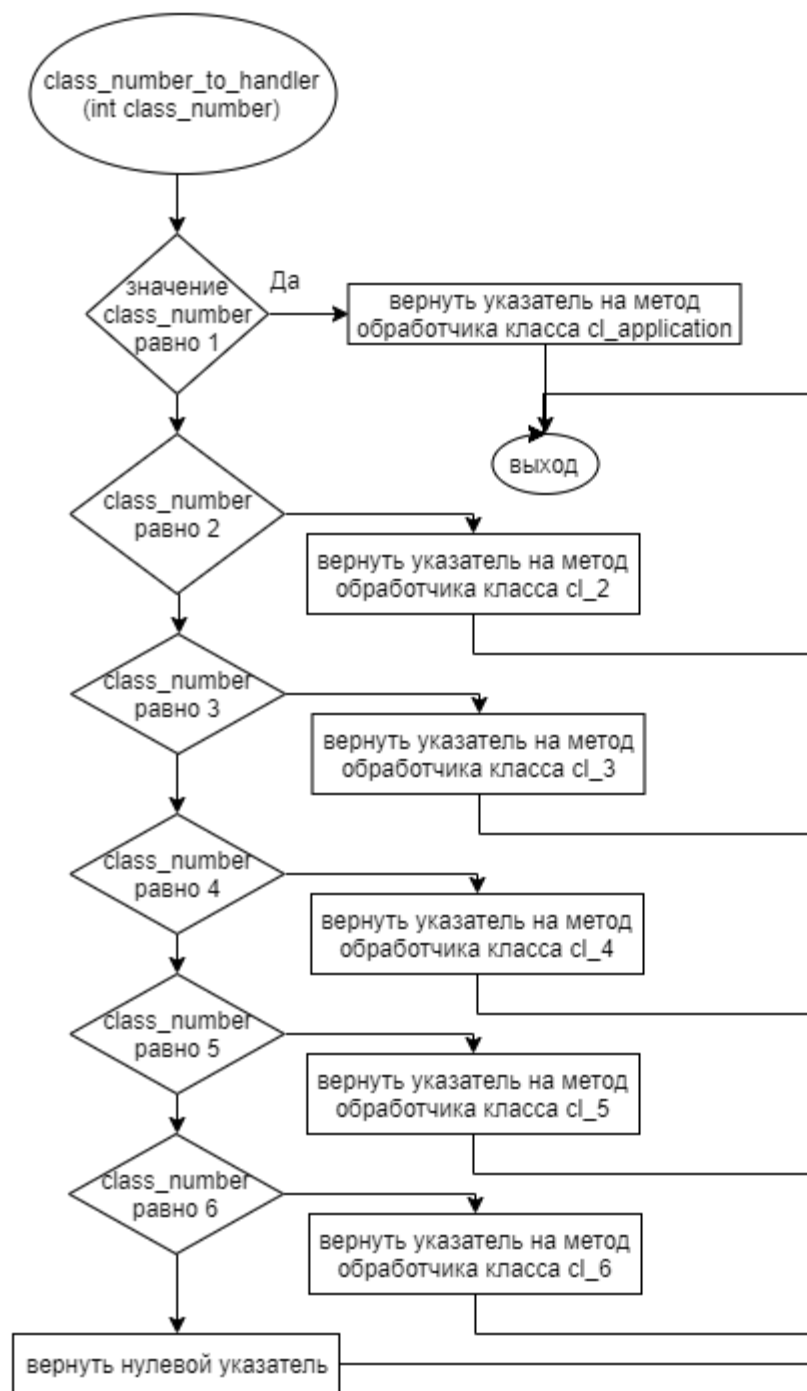 class_number_to_handler
(int class_number)
значение
class_number
равно 1
Да
вернуть указатель на метод
обработчика класса cl_application
выход
class_number
равно 2
вернуть указатель на метод
обработчика класса cl_2
class_number
равно 3
вернуть указатель на метод
обработчика класса cl_3
class_number
равно 4
вернуть указатель на метод
обработчика класса cl_4
class_number
равно 5
вернуть указатель на метод
обработчика класса cl_5
class_number
равно 6
вернуть указатель на метод
обработчика класса cl_6
вернуть нулевой указатель